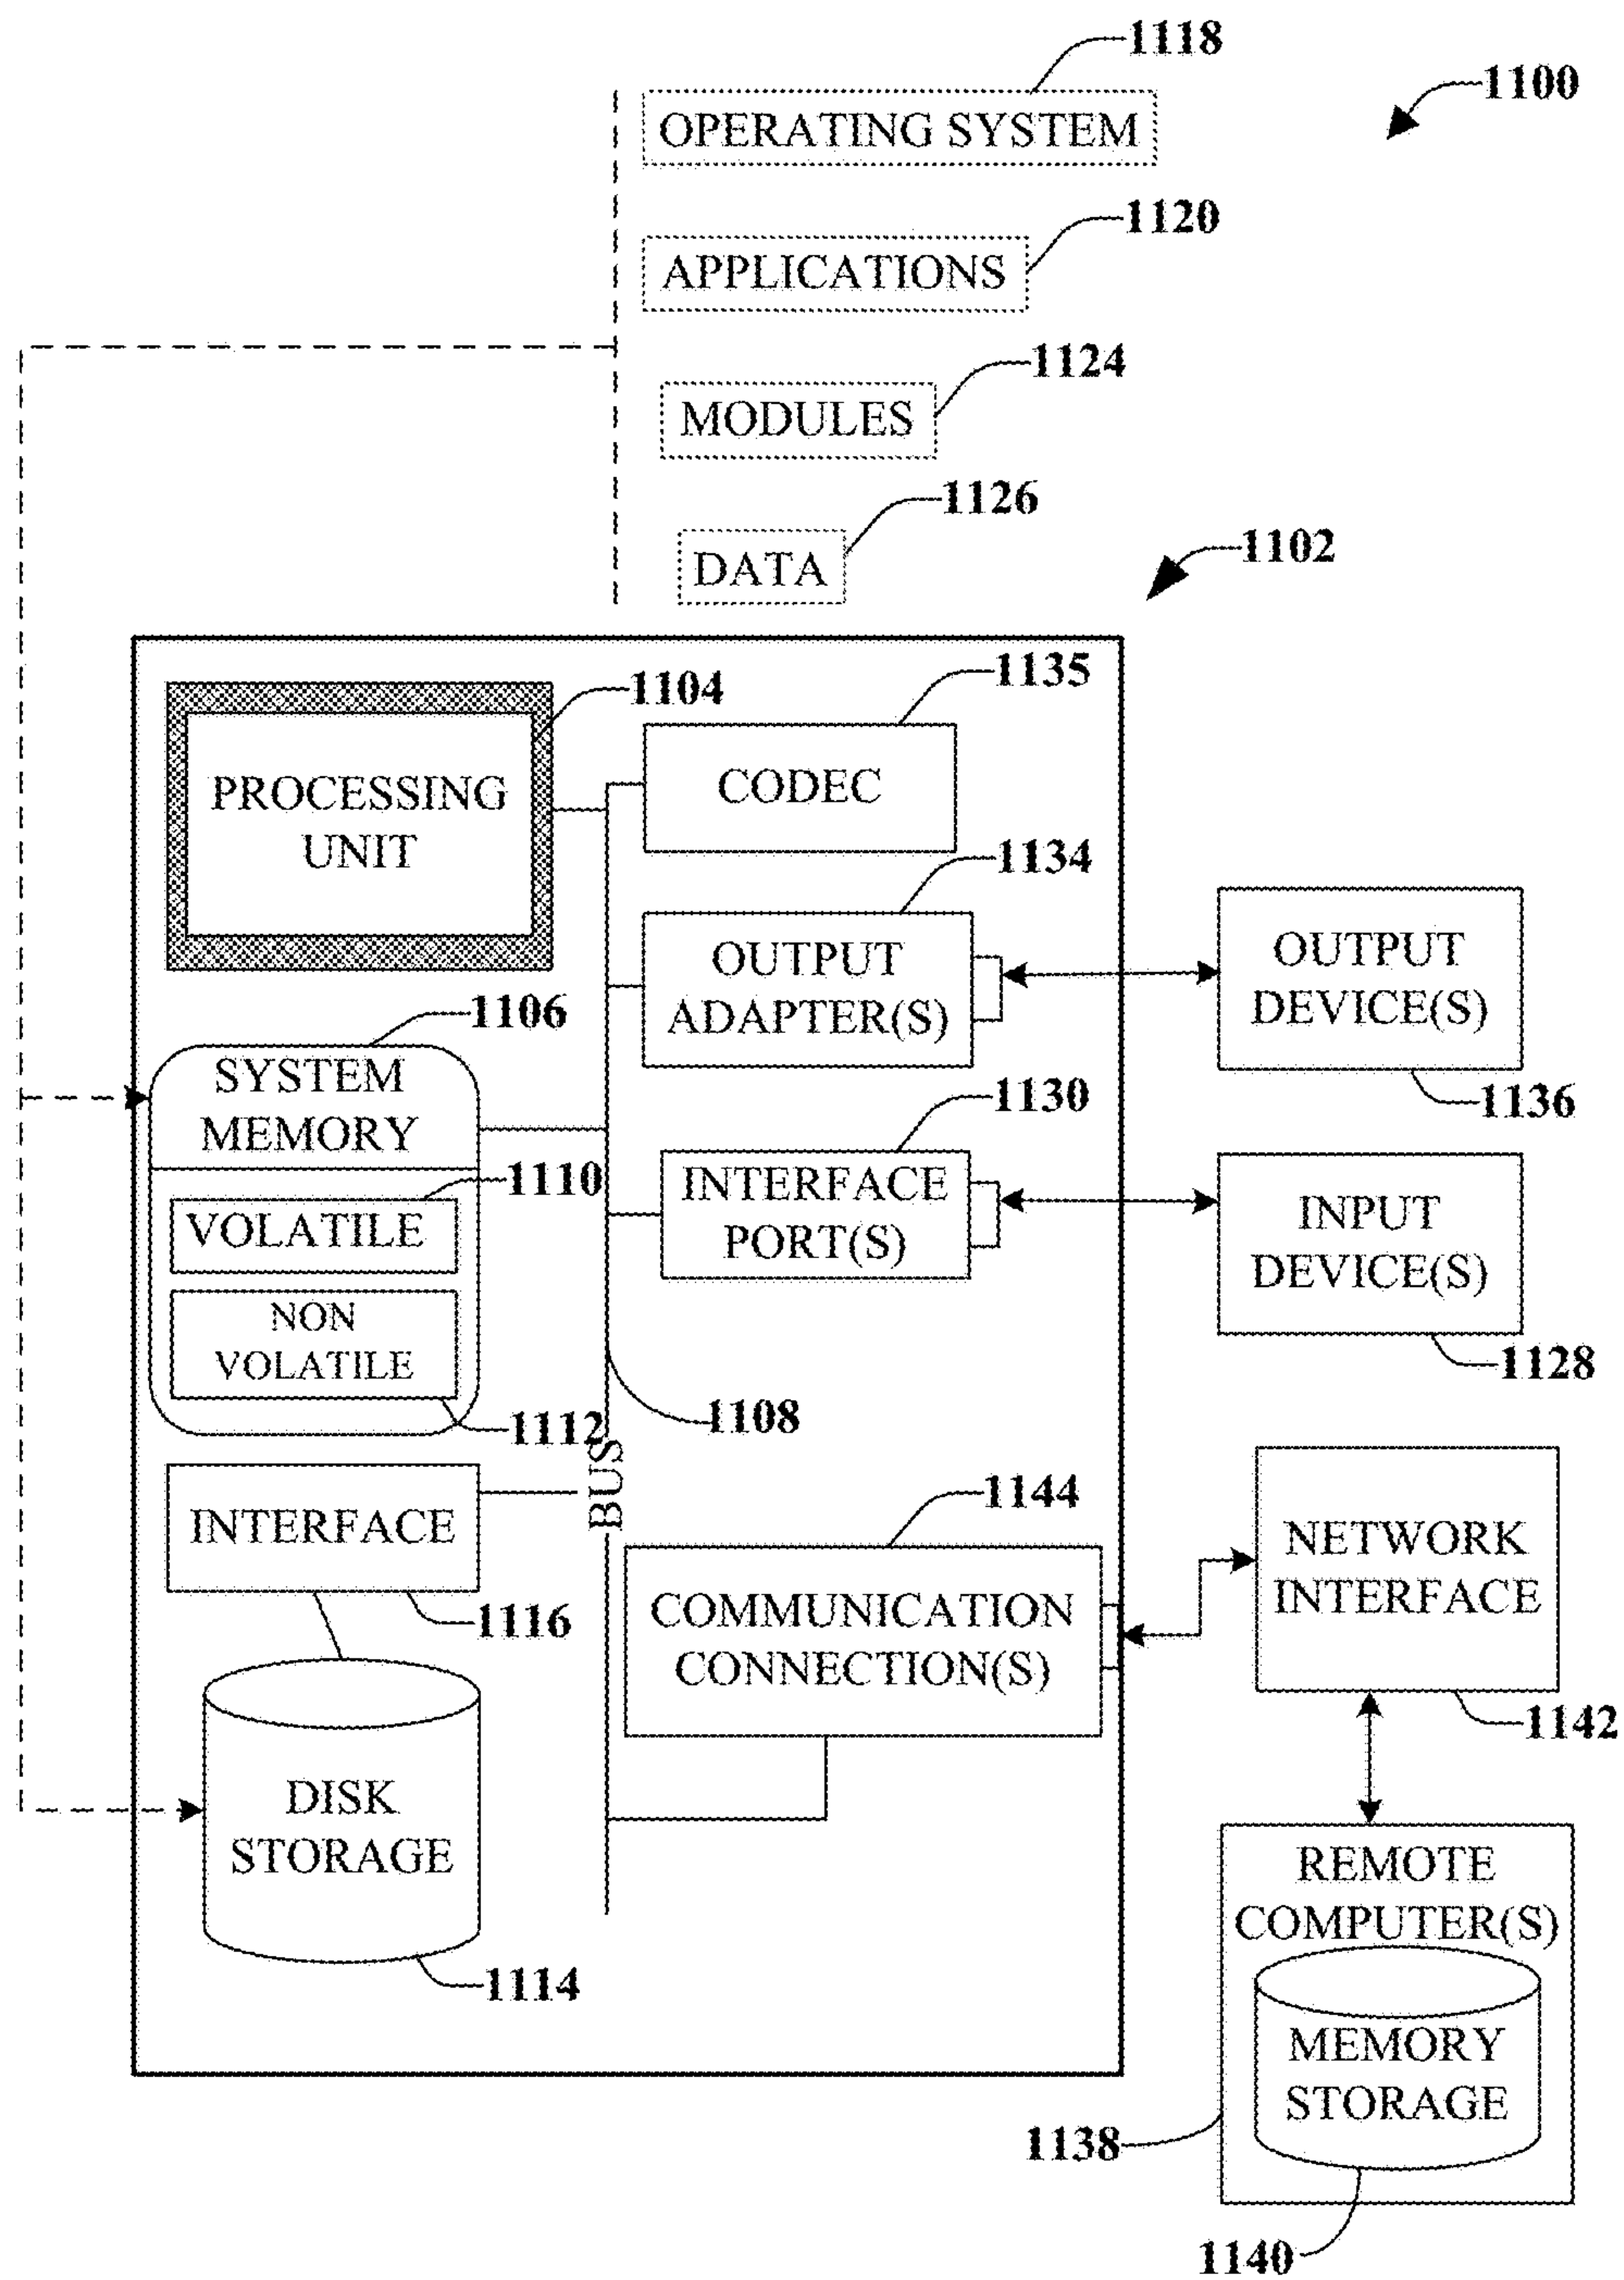 1118
1100
OPERATING SYSTEM
1120
APPLICATIONS
1124
MODULES
1126
DATA
1102
1104
PROCESSING
UNIT
1135
CODEC
1134
OUTPUT
ADAPTER(S)
OUTPUT
DEVICE(S)
1136
1106
SYSTEM
MEMORY
1110
VOLATILE
NON
VOLATILE
1112
1130
INTERFACE
PORT(S)
INPUT
DEVICE(S)
1128
1108
BUS
INTERFACE
1116
1144
COMMUNICATION
CONNECTION(S)
NETWORK
INTERFACE
1142
DISK
STORAGE
1114
REMOTE
COMPUTER(S)
MEMORY
STORAGE
1138
1140